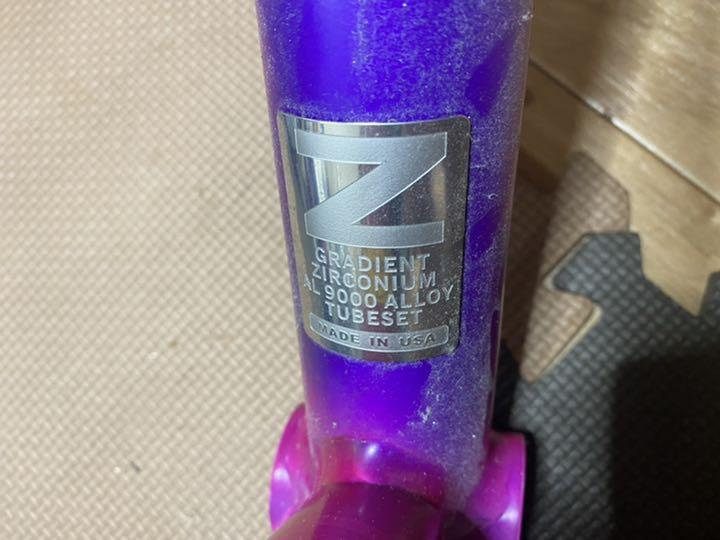 Z
GRADIENT
ZIRCONIUM
AL 9000 ALLOY
TUBESET
MADE IN USA